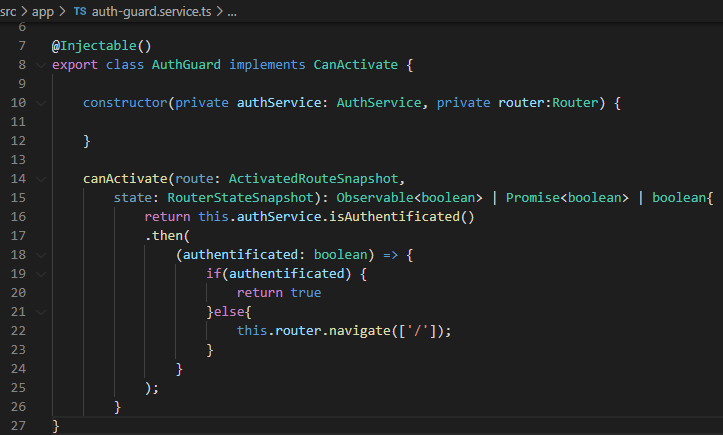 src > app > TS auth-guard.service.ts > ...
6
7 @Injectable()
8 export class AuthGuard implements CanActivate {
9
10 constructor(private authService: AuthService, private router:Router) {
11
12 }
13
14 canActivate(route: ActivatedRouteSnapshot,
15 state: RouterStateSnapshot): Observable<boolean> | Promise<boolean> | boolean{
16 return this.authService.isAuthentificated()
17 .then(
18 (authentificated: boolean) => {
19 if(authentificated) {
20 return true
21 }else{
22 this.router.navigate(['/']);
23 }
24 }
25 );
26 }
27 }